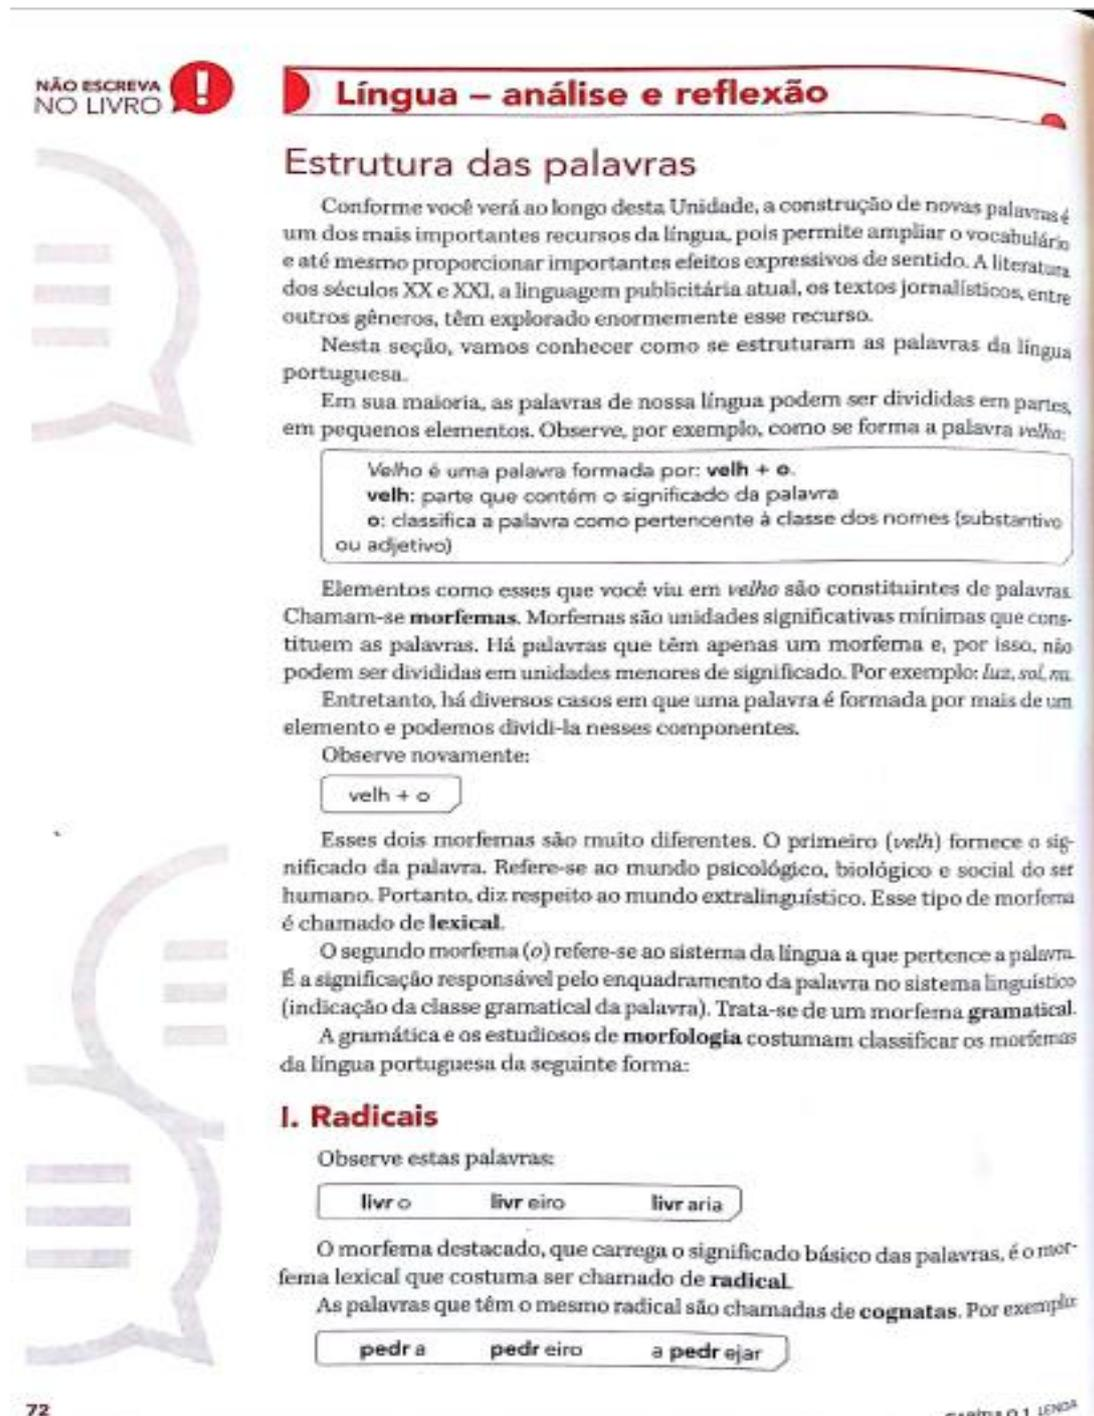 NÃO ESCREVA
NO LIVRO
Língua – análise e reflexão
Estrutura das palavras
Conforme você verá ao longo desta Unidade, a construção de novas palavras é
um dos mais importantes recursos da língua, pois permite ampliar o vocabulário
e até mesmo proporcionar importantes efeitos expressivos de sentido. A literatura
dos séculos XX e XXI, a linguagem publicitária atual, os textos jornalísticos, entre
outros gêneros, têm explorado enormemente esse recurso.
Nesta seção, vamos conhecer como se estruturam as palavras da língua
portuguesa.
Em sua maioria, as palavras de nossa língua podem ser divididas em partes,
em pequenos elementos. Observe, por exemplo, como se forma a palavra velho:
Velho é uma palavra formada por: velh + o.
velh: parte que contém o significado da palavra
o: classifica a palavra como pertencente à classe dos nomes (substantivo
ou adjetivo)
Elementos como esses que você viu em velho são constituintes de palavras.
Chamam-se morfemas. Morfemas são unidades significativas mínimas que cons-
tituem as palavras. Há palavras que têm apenas um morfema e, por isso, não
podem ser divididas em unidades menores de significado. Por exemplo: luz, sol,
Entretanto, há diversos casos em que uma palavra é formada por mais de um
elemento e podemos dividi-la nesses componentes.
Observe novamente:
velh + o
Esses dois morfemas são muito diferentes. O primeiro (velh) fornece o sig-
nificado da palavra. Refere-se ao mundo psicológico, biológico e social do ser
humano. Portanto, diz respeito ao mundo extralinguístico. Esse tipo de morfema
é chamado de lexical.
O segundo morfema (o) refere-se ao sistema da língua a que pertence a palavra.
É a significação responsável pelo enquadramento da palavra no sistema linguístico
(indicação da classe gramatical da palavra). Trata-se de um morfema gramatical.
A gramática e os estudiosos de morfologia costumam classificar os morfemas
da língua portuguesa da seguinte forma:
I. Radicais
Observe estas palavras:
livr o livr eiro livr aria
O morfema destacado, que carrega o significado básico das palavras, é o mor-
fema lexical que costuma ser chamado de radical.
As palavras que têm o mesmo radical são chamadas de cognatas. Por exemplo:
pedr a pedr eiro a pedr ejar
72
CAPÍTULO 1 LENDA